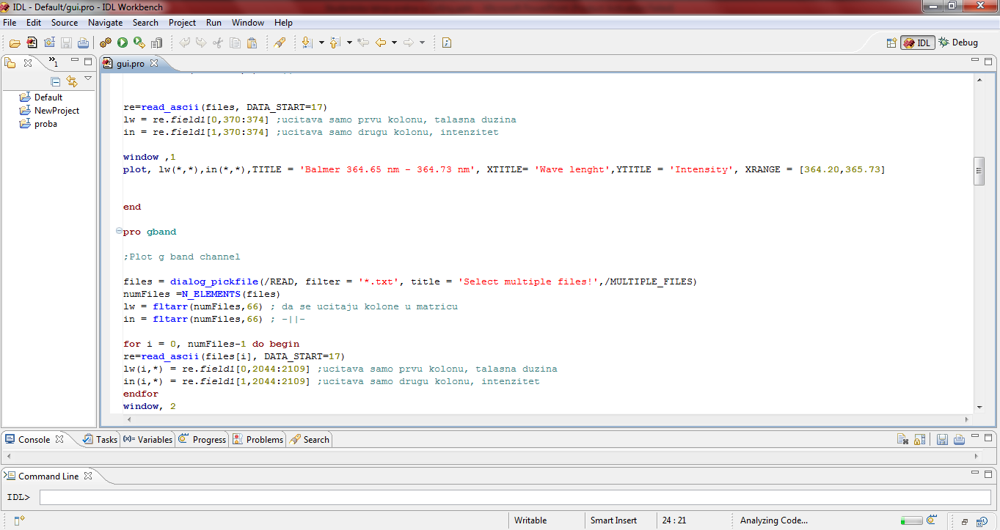 IDL - Default/gui.pro - IDL Workbench
File Edit Source Navigate Search Project Run Window Help
IDL Debug
1
gui.pro
Default
NewProject
proba
re=read_ascii(files, DATA_START=17)
lw = re.field1[0,370:374] ;ucitava samo prvu kolonu, talasna duzina
in = re.field1[1,370:374] ;ucitava samo drugu kolonu, intenzitet
window ,1
plot, lw(*,*),in(*,*),TITLE = 'Balmer 364.65 nm - 364.73 nm', XTITLE= 'Wave lenght',YTITLE = 'Intensity', XRANGE = [364.20,365.73]
end
pro gband
;Plot g band channel
files = dialog_pickfile(/READ, filter = '*.txt', title = 'Select multiple files!',/MULTIPLE_FILES)
numFiles =N_ELEMENTS(files)
lw = fltarr(numFiles,66) ; da se ucitaju kolone u matricu
in = fltarr(numFiles,66) ; -||-
for i = 0, numFiles-1 do begin
re=read_ascii(files[i], DATA_START=17)
lw(i,*) = re.field1[0,2044:2109] ;ucitava samo prvu kolonu, talasna duzina
in(i,*) = re.field1[1,2044:2109] ;ucitava samo drugu kolonu, intenzitet
endfor
window, 2
Console Tasks (x)= Variables Progress Problems Search
Command Line
IDL>
Writable Smart Insert 24 : 21 Analyzing Code...